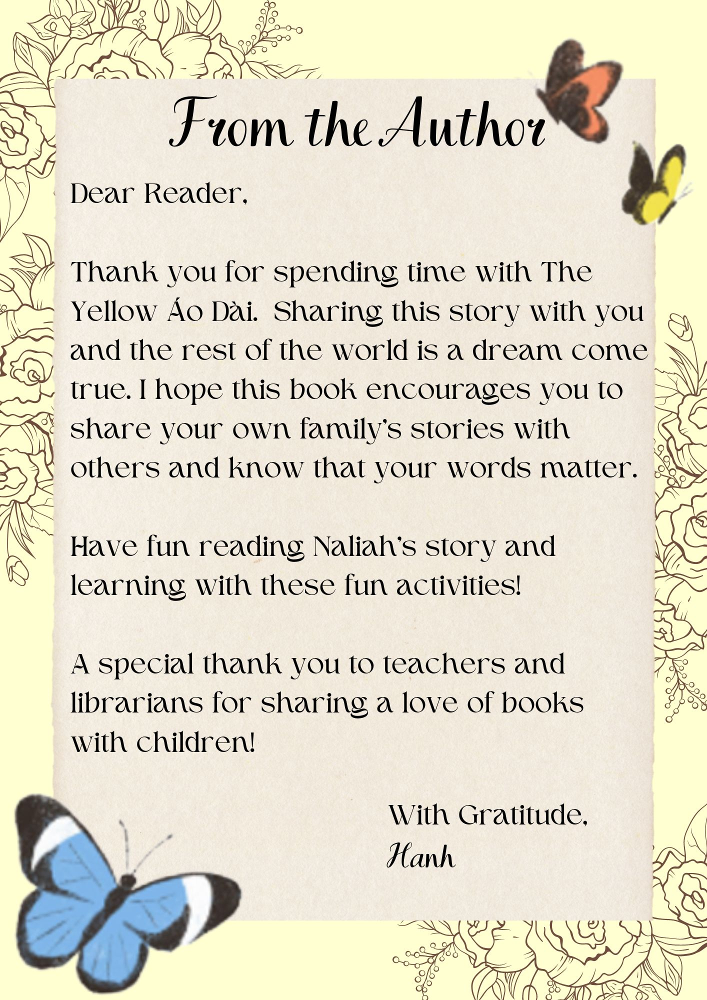 From the Author
Dear Reader,
Thank you for spending time with The
Yellow Áo Dài.  Sharing this story with you
and the rest of the world is a dream come
true. I hope this book encourages you to
share your own family's stories with
others and know that your words matter.
Have fun reading Naliah's story and
learning with these fun activities!
A special thank you to teachers and
librarians for sharing a love of books
with children!
With Gratitude,
Hanh